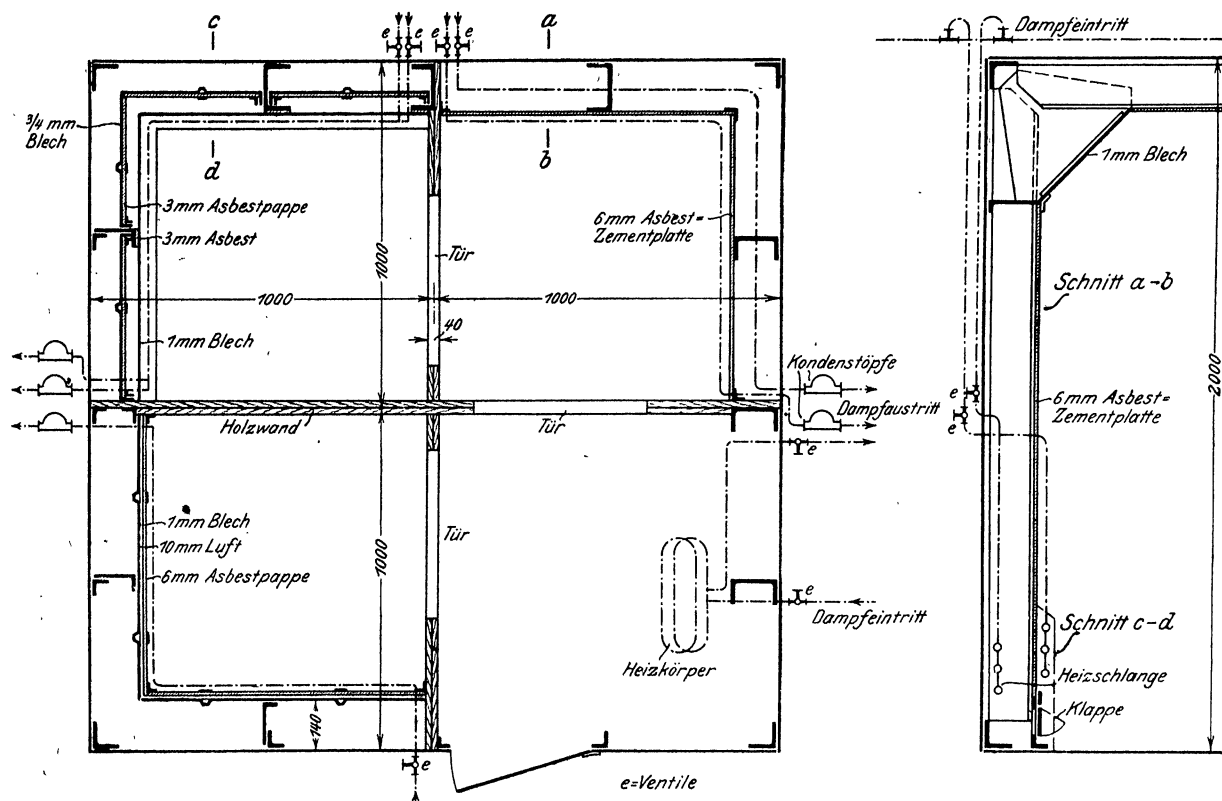 c
a
e
e
e
e
Dampfeintritt
3/4 mm
Blech
d
b
1mm Blech
3mm Asbestpappe
3mm Asbest
6mm Asbest=
Zementplatte
Tür
1000
1000
1000
Schnitt a-b
40
1mm Blech
2000
Kondenstöpfe
e
e
e
6mm Asbest=
Zementplatte
Holzwand
Tür
Dampfaustritt
e
1mm Blech
10mm Luft
6mm Asbestpappe
Tür
1000
e
Dampfeintritt
Schnitt c-d
Heizkörper
Heizschlange
Klappe
140
e
e=Ventile